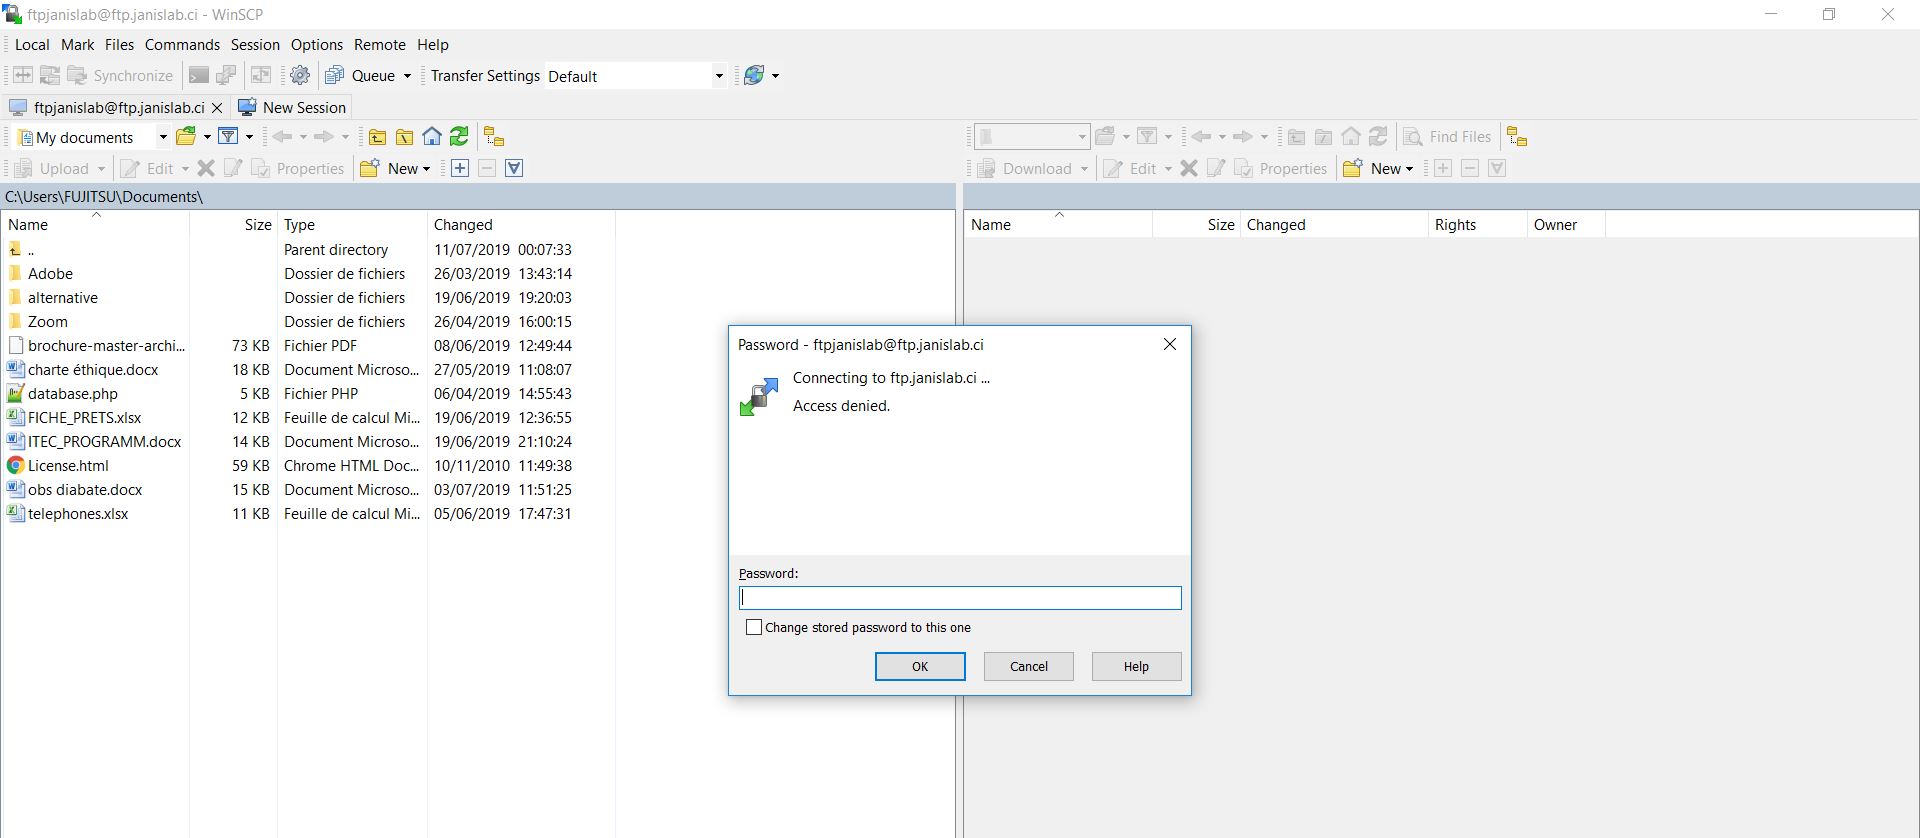 ftpjanislab@ftp.janislab.ci - WinSCP
Local Mark Files Commands Session Options Remote Help
Synchronize Queue Transfer Settings Default
ftpjanislab@ftp.janislab.ci New Session
My documents Find Files
Upload Edit Properties New Download Edit Properties New
C:\Users\FUJITSU\Documents\
Name Size Type Changed Name Size Changed Rights Owner
.. Parent directory 11/07/2019 00:07:33
Adobe Dossier de fichiers 26/03/2019 13:43:14
alternative Dossier de fichiers 19/06/2019 19:20:03
Zoom Dossier de fichiers 26/04/2019 16:00:15
brochure-master-archi... 73 KB Fichier PDF 08/06/2019 12:49:44
charte éthique.docx 18 KB Document Microso... 27/05/2019 11:08:07
database.php 5 KB Fichier PHP 06/04/2019 14:55:43
FICHE_PRETS.xlsx 12 KB Feuille de calcul Mi... 19/06/2019 12:36:55
ITEC_PROGRAMM.docx 14 KB Document Microso... 19/06/2019 21:10:24
License.html 59 KB Chrome HTML Doc... 10/11/2010 11:49:38
obs diabate.docx 15 KB Document Microso... 03/07/2019 11:51:25
telephones.xlsx 11 KB Feuille de calcul Mi... 05/06/2019 17:47:31
Password - ftpjanislab@ftp.janislab.ci
Connecting to ftp.janislab.ci ...
Access denied.
Password:
Change stored password to this one
OK Cancel Help